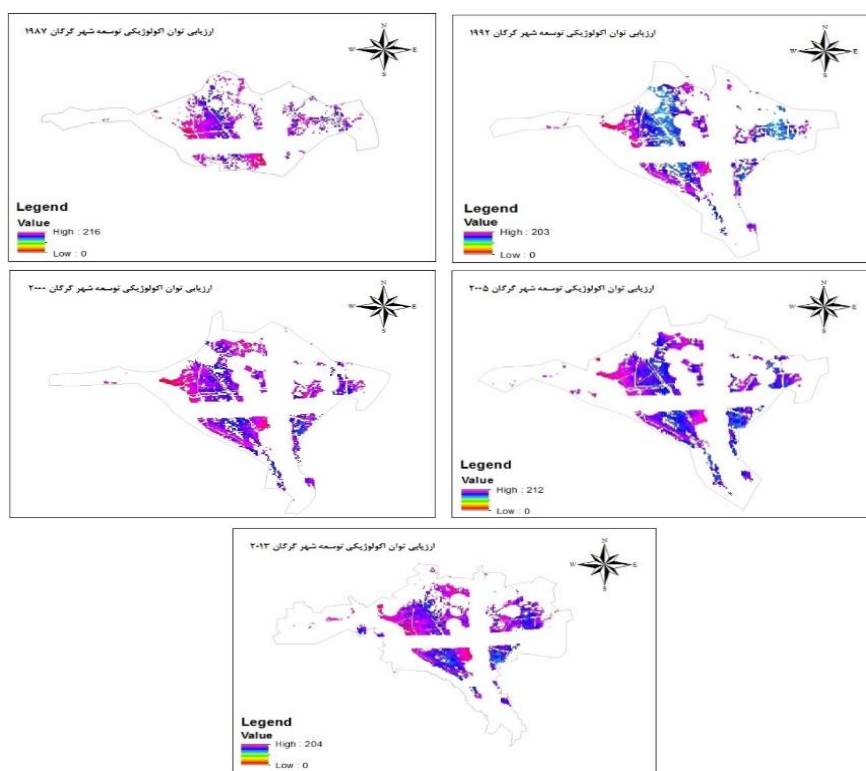 ارزیابی توان اکولوژیکی توسعه شهر گرگان ۱۹۸۷
N
W E
S
Legend
Value
High : 216
Low : 0
ارزیابی توان اکولوژیکی توسعه شهر گرگان ۱۹۹۲
N
W E
S
Legend
Value
High : 203
Low : 0
ارزیابی توان اکولوژیکی توسعه شهر گرگان ۲۰۰۰
N
W E
S
ارزیابی توان اکولوژیکی توسعه شهر گرگان ۲۰۰۵
N
W E
S
Legend
Value
High : 212
Low : 0
ارزیابی توان اکولوژیکی توسعه شهر گرگان ۲۰۱۳
N
W E
S
Legend
Value
High : 204
Low : 0